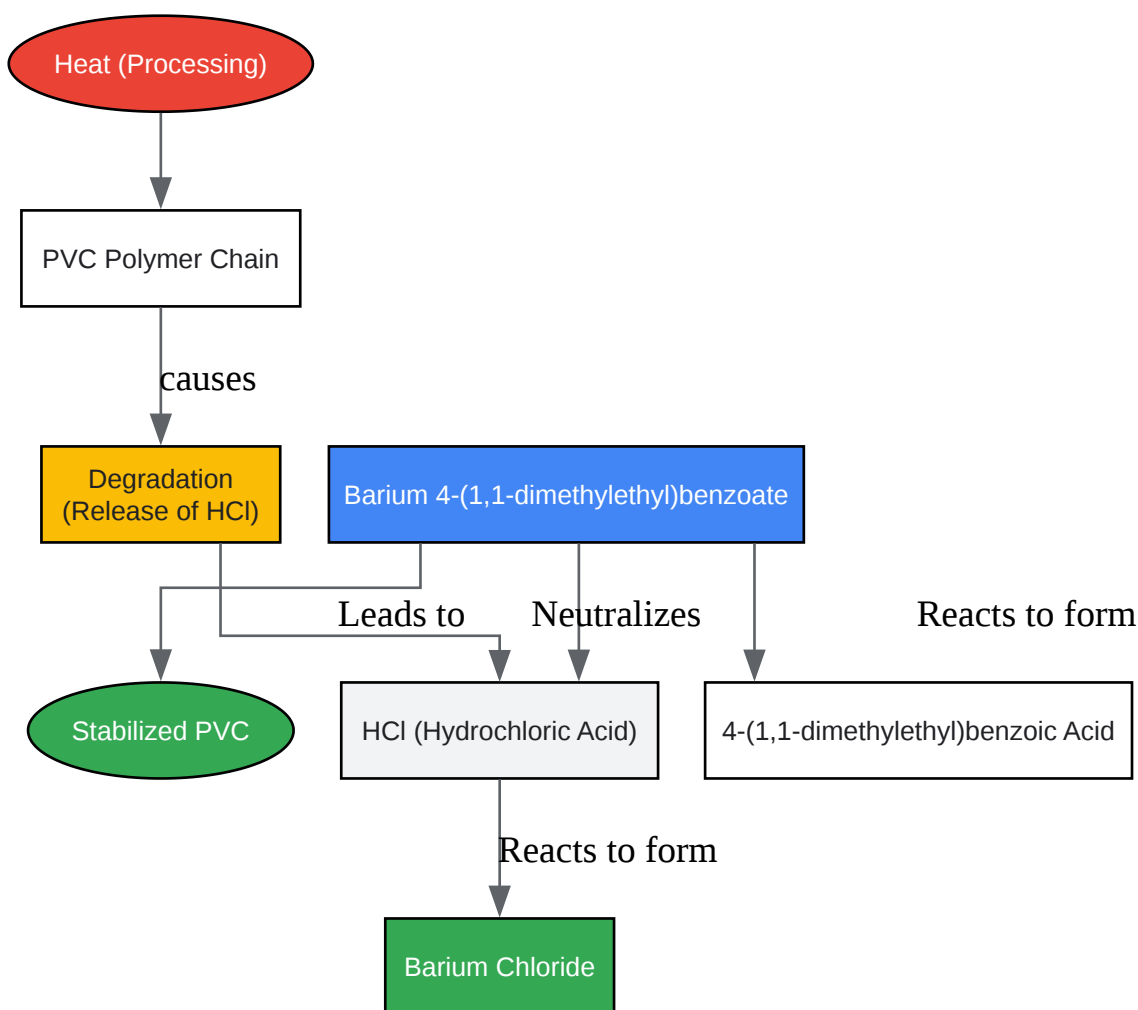 Heat (Processing)
PVC Polymer Chain
causes
Degradation
(Release of HCl)
Barium 4-(1,1-dimethylethyl)benzoate
Leads to
Neutralizes
Reacts to form
Stabilized PVC
HCl (Hydrochloric Acid)
4-(1,1-dimethylethyl)benzoic Acid
Reacts to form
Barium Chloride